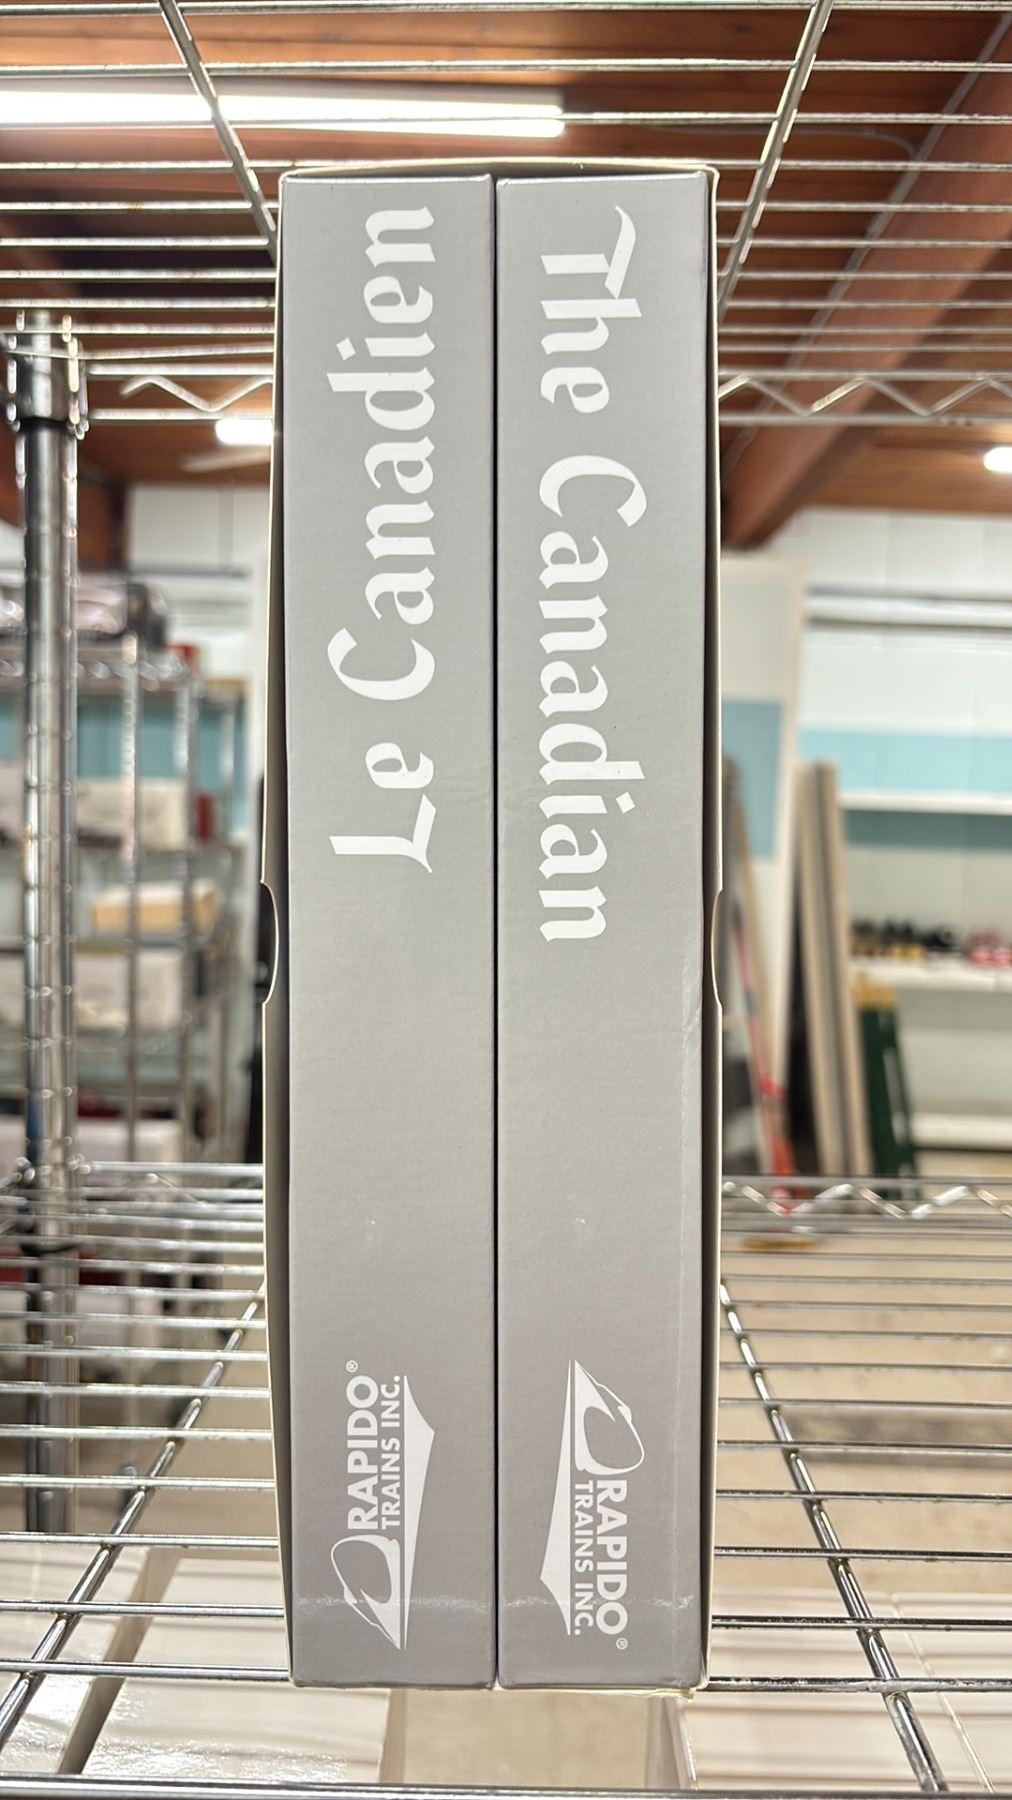 Le Canadien
RAPIDO®
TRAINS INC.
The Canadian
RAPIDO®
TRAINS INC.